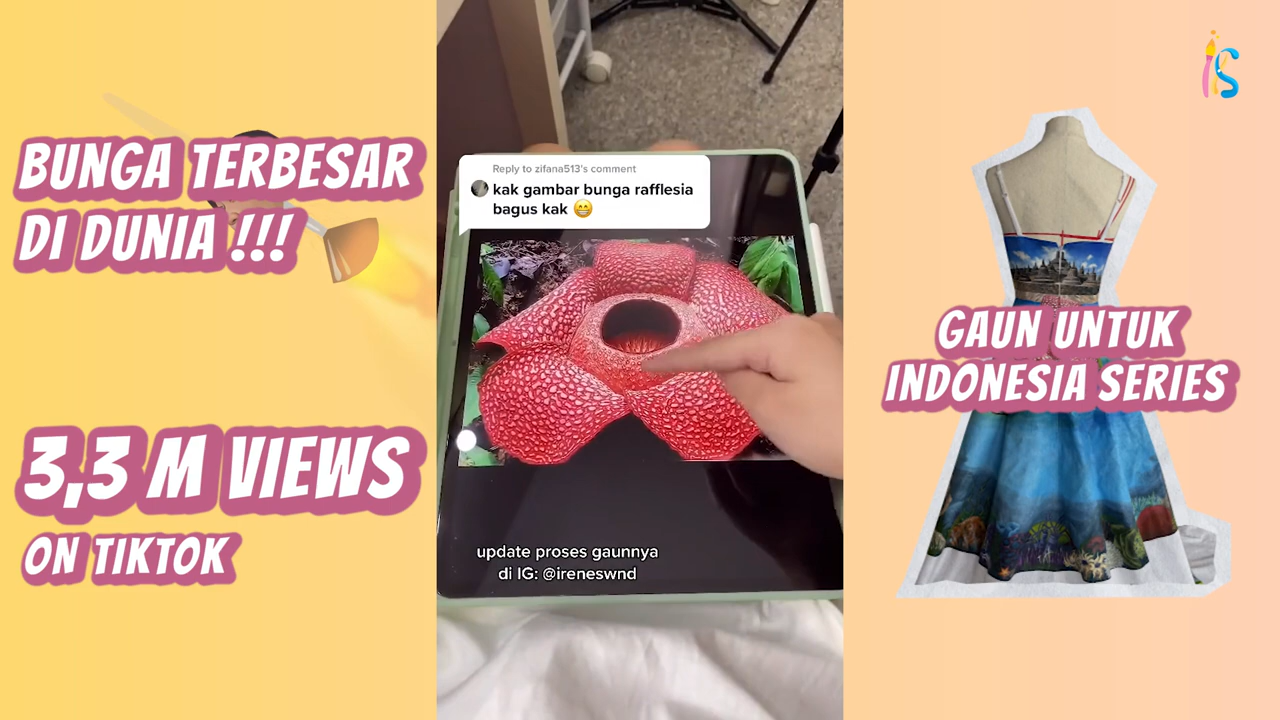 BUNGA TERBESAR
DI DUNIA !!!
3,3 M VIEWS
ON TIKTOK
Reply to zifana513's comment
kak gambar bunga rafflesia
bagus kak 😁
update proses gaunnya
di IG: @ireneswnd
GAUN UNTUK
INDONESIA SERIES
iS